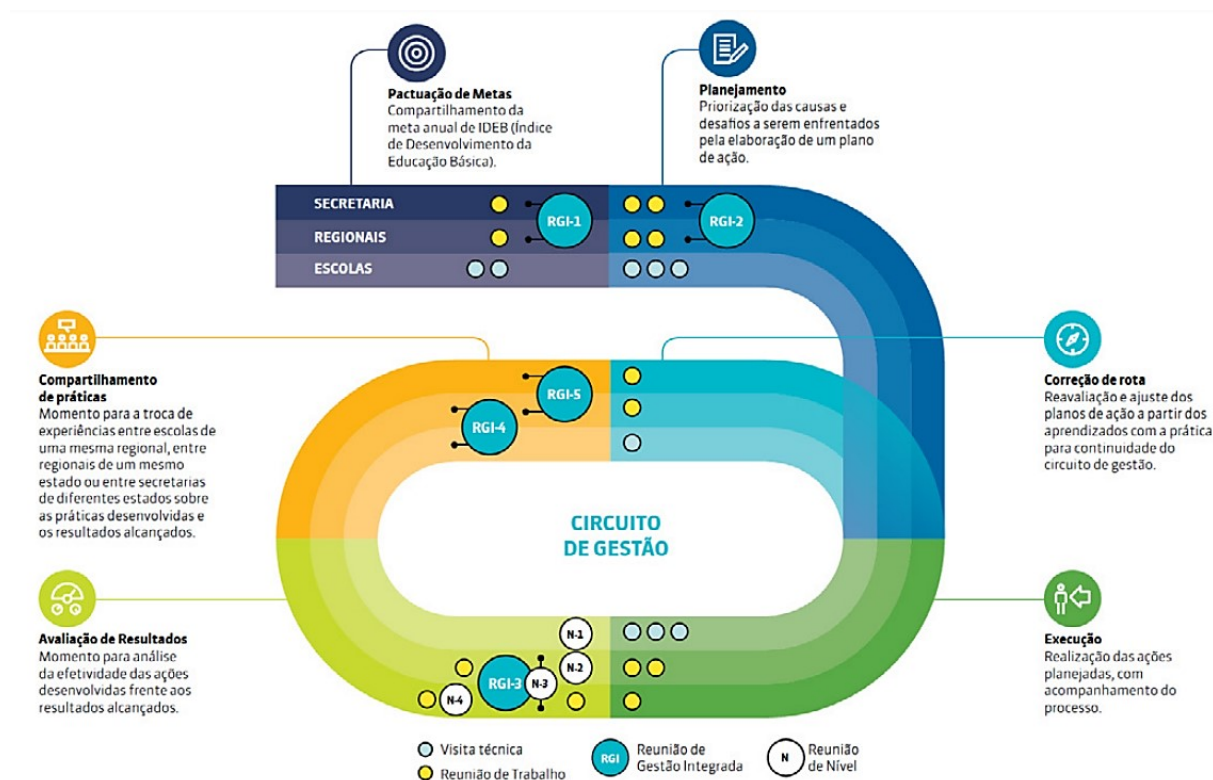 Pactuação de Metas
Compartilhamento da
meta anual de IDEB (Índice
de Desenvolvimento da
Educação Básica).
Planejamento
Priorização das causas e
desafios a serem enfrentados
pela elaboração de um plano
de ação.
SECRETARIA
RGI-1
RGI-2
REGIONAIS
ESCOLAS
Compartilhamento
de práticas
Momento para a troca de
experiências entre escolas de
uma mesma regional, entre
regionais de um mesmo
estado ou entre secretarias
de diferentes estados sobre
as práticas desenvolvidas e
os resultados alcançados.
RGI-5
RGI-4
Correção de rota
Reavaliação e ajuste dos
planos de ação a partir dos
aprendizados com a prática
para continuidade do
circuito de gestão.
CIRCUITO
DE GESTÃO
Avaliação de Resultados
Momento para análise
da efetividade das ações
desenvolvidas frente aos
resultados alcançados.
N-1
N-2
RGI-3
N-3
N-4
Execução
Realização das ações
planejadas, com
acompanhamento do
processo.
Visita técnica
Reunião de Trabalho
RGI
Reunião de
Gestão Integrada
N
Reunião
de Nível